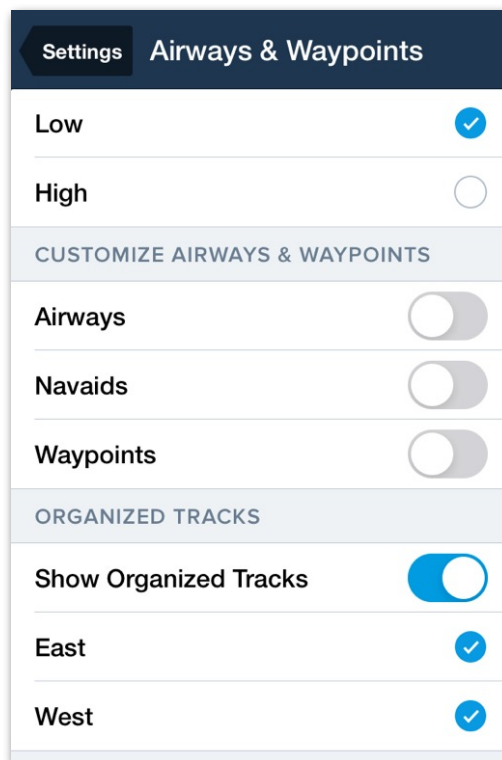 Settings Airways & Waypoints
Low
High
CUSTOMIZE AIRWAYS & WAYPOINTS
Airways
Navaids
Waypoints
ORGANIZED TRACKS
Show Organized Tracks
East
West